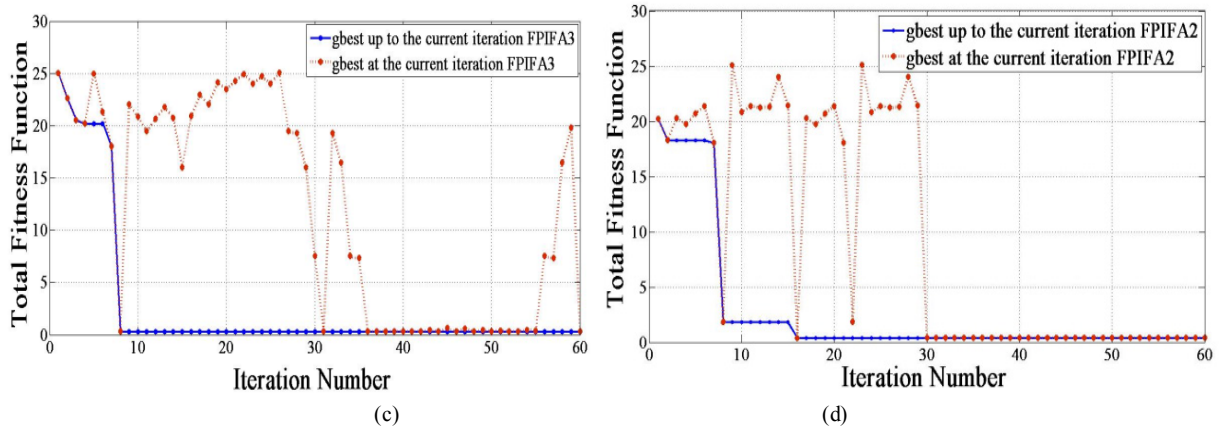 30
25
20
15
10
5
0
Total Fitness Function
gbest up to the current iteration FPIFA3
gbest at the current iteration FPIFA3
0 10 20 30 40 50 60
Iteration Number
(c)
30
25
20
15
10
5
0
Total Fitness Function
gbest up to the current iteration FPIFA2
gbest at the current iteration FPIFA2
0 10 20 30 40 50 60
Iteration Number
(d)